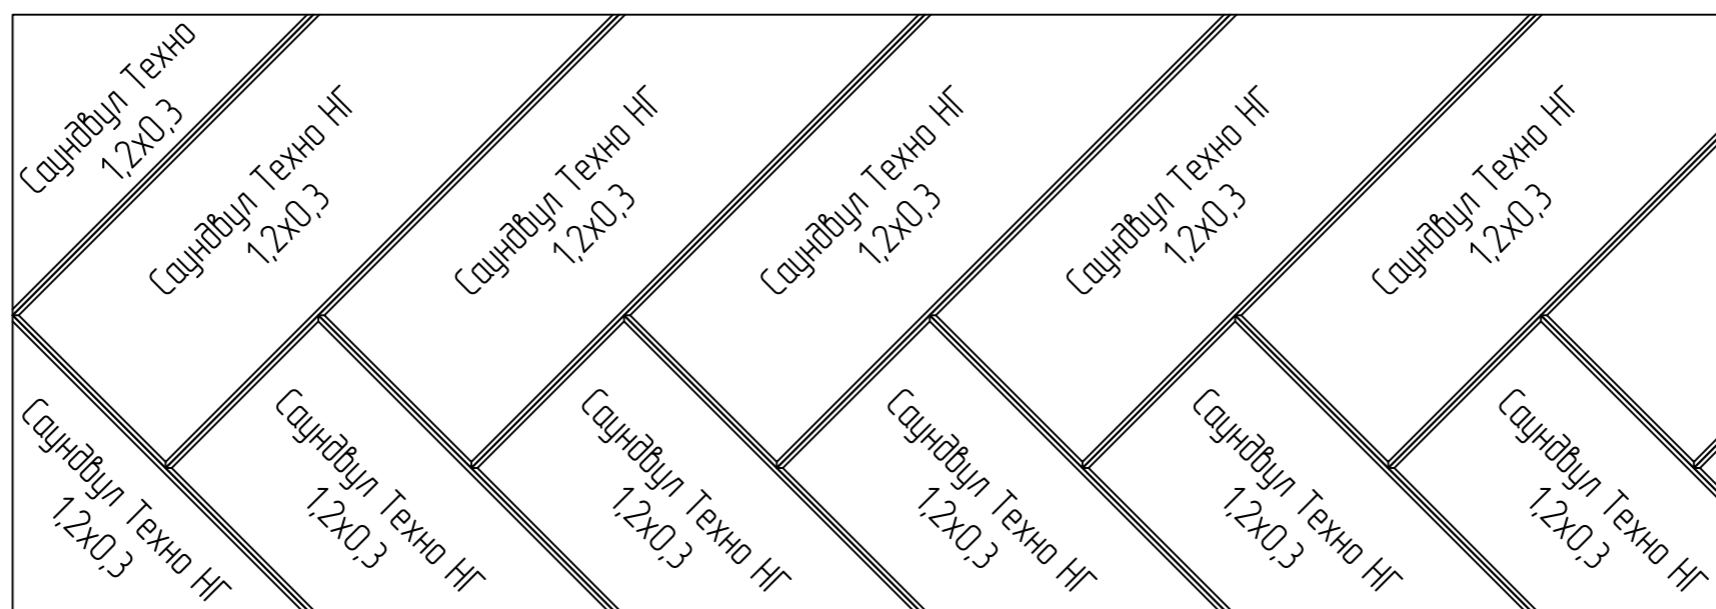 Саундвул Техно
1,2х0,3
Саундвул Техно НГ
1,2х0,3
Саундвул Техно НГ
1,2х0,3
Саундвул Техно НГ
1,2х0,3
Саундвул Техно НГ
1,2х0,3
Саундвул Техно НГ
1,2х0,3
Саундвул Техно НГ
1,2х0,3
Саундвул Техно НГ
1,2х0,3
Саундвул Техно НГ
1,2х0,3
Саундвул Техно НГ
1,2х0,3
Саундвул Техно НГ
1,2х0,3
Саундвул Техно НГ
1,2х0,3